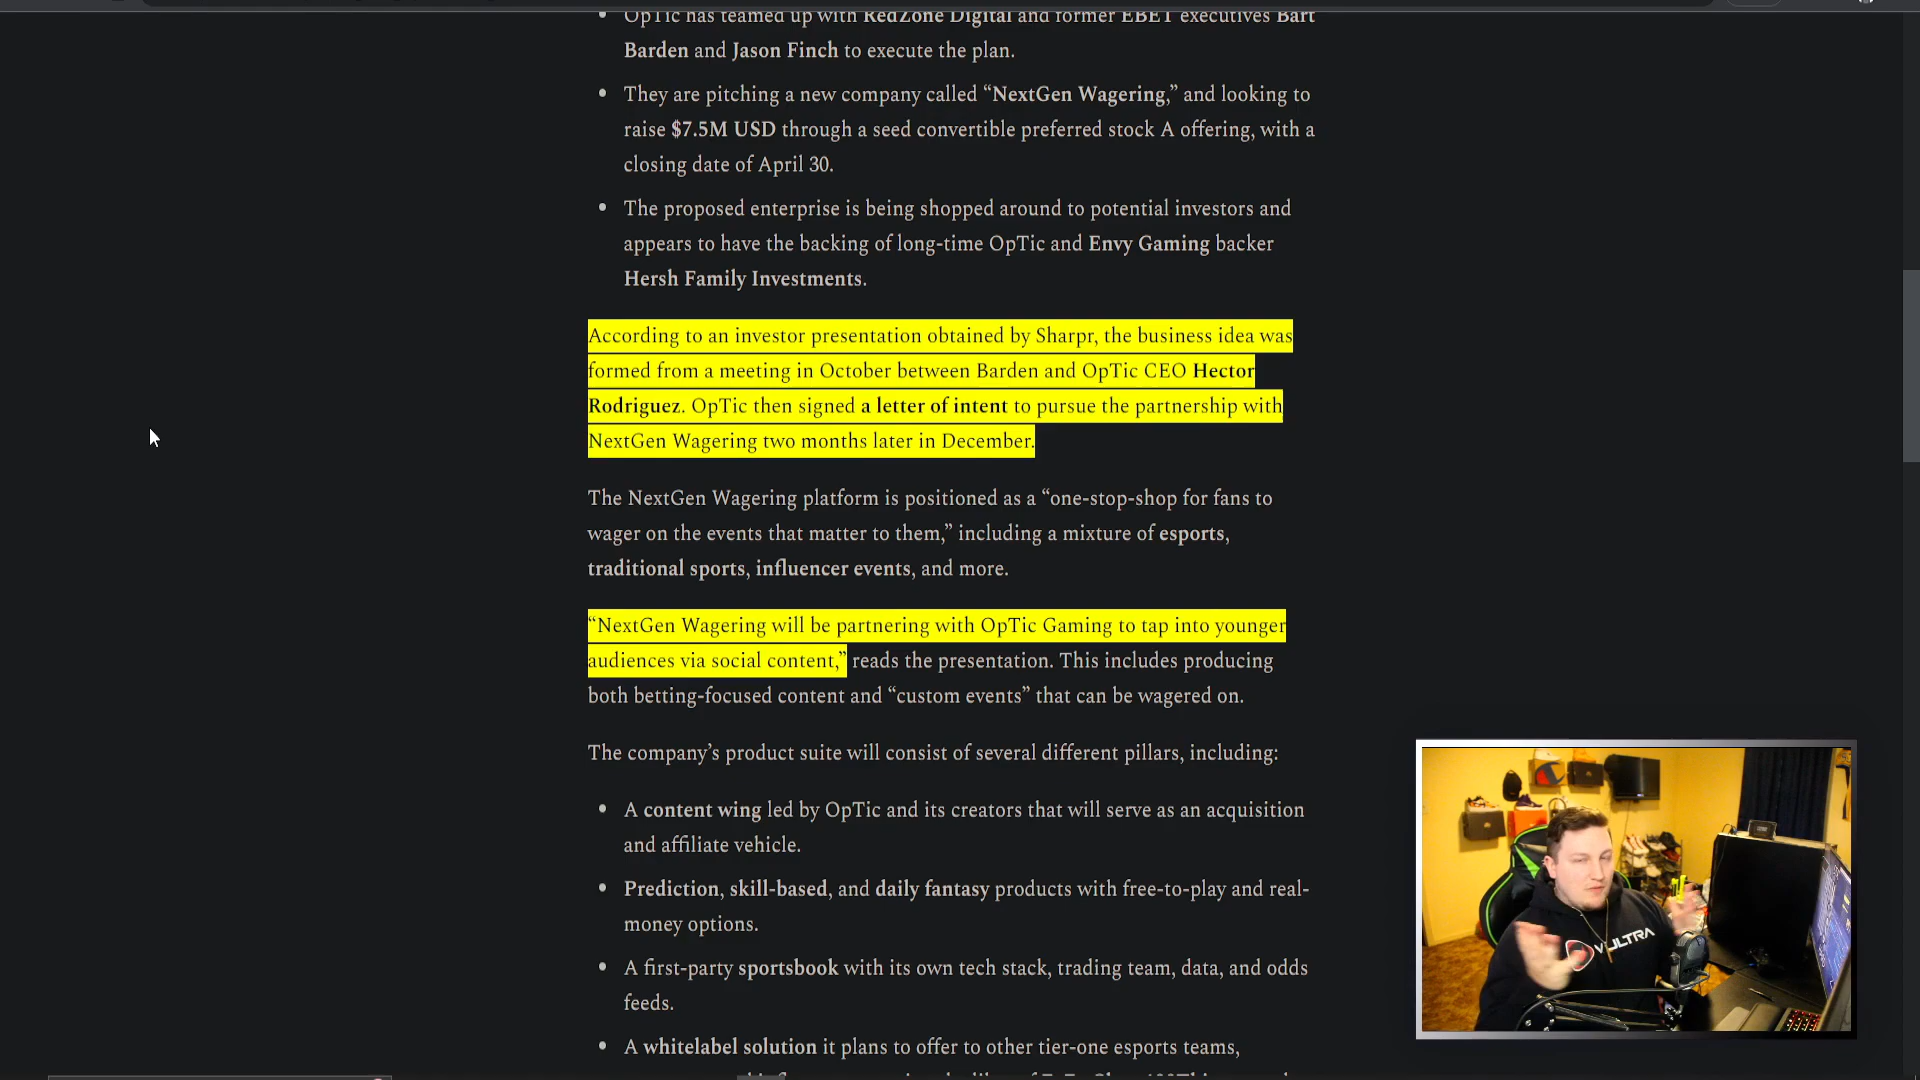 OpTic has teamed up with RedZone Digital and former EBET executives Bart
Barden and Jason Finch to execute the plan.
They are pitching a new company called “NextGen Wagering,” and looking to
raise $7.5M USD through a seed convertible preferred stock A offering, with a
closing date of April 30.
The proposed enterprise is being shopped around to potential investors and
appears to have the backing of long-time OpTic and Envy Gaming backer
Hersh Family Investments.
According to an investor presentation obtained by Sharpr, the business idea was
formed from a meeting in October between Barden and OpTic CEO Hector
Rodriguez. OpTic then signed a letter of intent to pursue the partnership with
NextGen Wagering two months later in December.
The NextGen Wagering platform is positioned as a “one-stop-shop for fans to
wager on the events that matter to them,” including a mixture of esports,
traditional sports, influencer events, and more.
“NextGen Wagering will be partnering with OpTic Gaming to tap into younger
audiences via social content,” reads the presentation. This includes producing
both betting-focused content and “custom events” that can be wagered on.
The company’s product suite will consist of several different pillars, including:
A content wing led by OpTic and its creators that will serve as an acquisition
and affiliate vehicle.
Prediction, skill-based, and daily fantasy products with free-to-play and real-
money options.
A first-party sportsbook with its own tech stack, trading team, data, and odds
feeds.
A whitelabel solution it plans to offer to other tier-one esports teams,
VULTRA